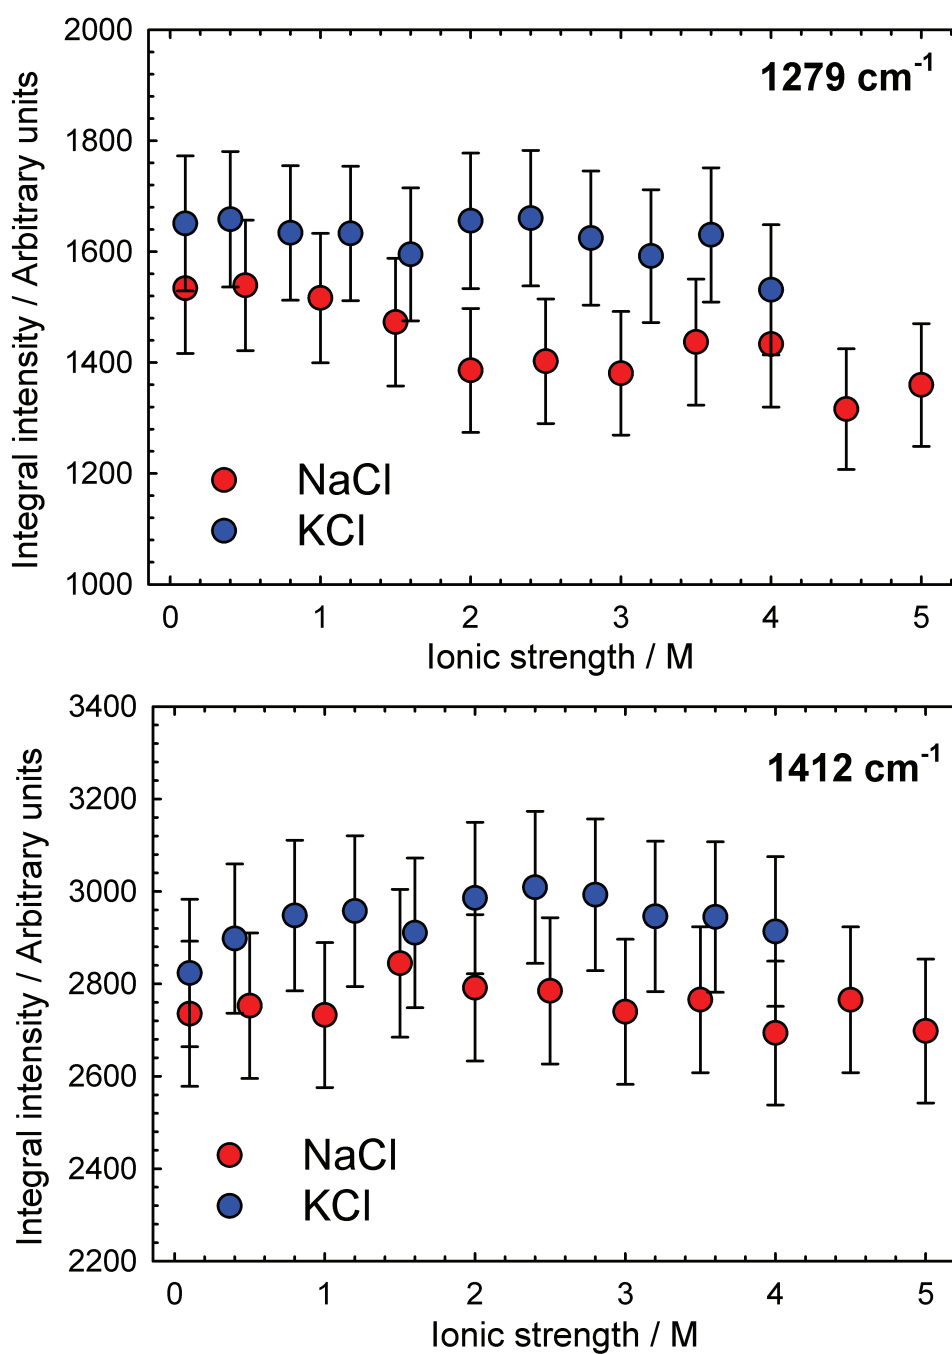 2000
1800
1600
1400
1200
1000
Integral intensity / Arbitrary units
1279 cm⁻¹
NaCl
KCl
0 1 2 3 4 5
Ionic strength / M
3400
3200
3000
2800
2600
2400
2200
Integral intensity / Arbitrary units
1412 cm⁻¹
NaCl
KCl
0 1 2 3 4 5
Ionic strength / M